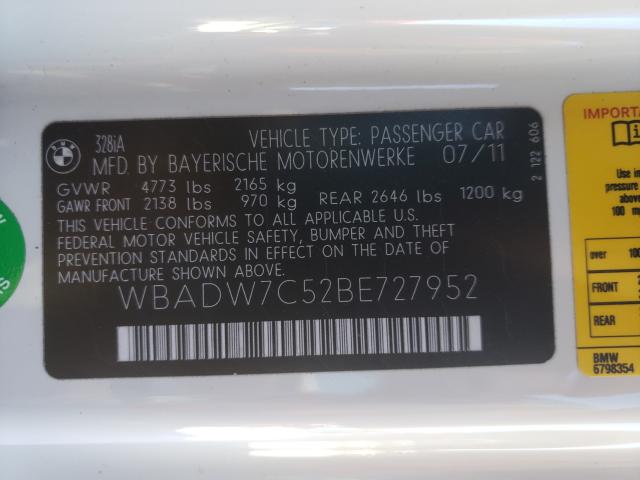 328iA
VEHICLE TYPE: PASSENGER CAR
MFD. BY BAYERISCHE MOTORENWERKE 07/11
GVWR 4773 lbs 2165 kg
GAWR FRONT 2138 lbs 970 kg REAR 2646 lbs 1200 kg
THIS VEHICLE CONFORMS TO ALL APPLICABLE U.S.
FEDERAL MOTOR VEHICLE SAFETY, BUMPER AND THEFT
PREVENTION STANDARDS IN EFFECT ON THE DATE OF
MANUFACTURE SHOWN ABOVE.
WBADW7C52BE727952
2 122 606
IMPORTA
Use in
pressure
above
100 m
over 100
FRONT
REAR
BMW
6798354